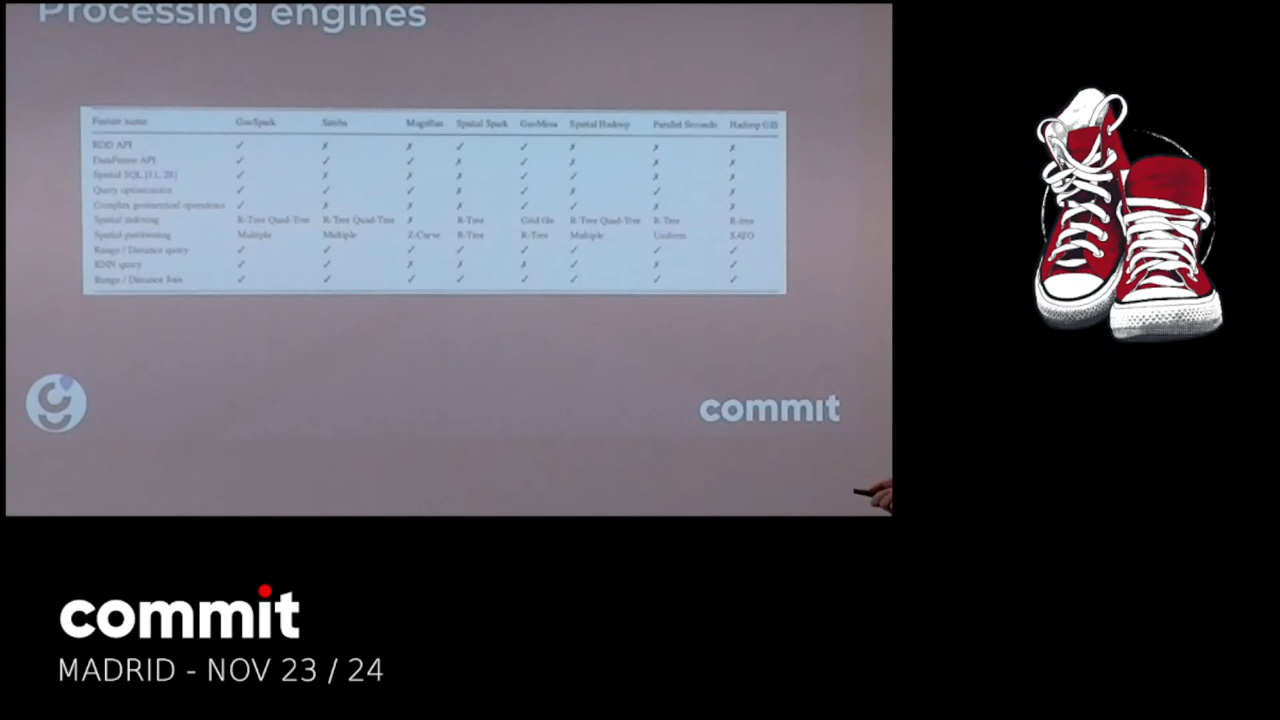 Processing engines
Feature name GeoSpark Simba Magellan Spatial Spark GeoMesa Spatial Hadoop Parallel Secondo Hadoop GIS
RDD API ✓ ✗ ✗ ✓ ✓ ✗ ✗ ✗
DataFrame API ✓ ✓ ✓ ✗ ✓ ✗ ✗ ✗
Spatial SQL [11, 28] ✓ ✗ ✗ ✗ ✓ ✗ ✗ ✗
Query optimization ✓ ✓ ✓ ✗ ✓ ✗ ✓ ✗
Complex geometrical operations ✓ ✗ ✗ ✗ ✓ ✓ ✗ ✗
Spatial indexing R-Tree Quad-Tree R-Tree Quad-Tree ✗ R-Tree Grid file R-Tree Quad-Tree R-Tree R-tree
Spatial partitioning Multiple Multiple Z-Curve R-Tree R-Tree Multiple Uniform SATO
Range / Distance query ✓ ✓ ✓ ✓ ✓ ✓ ✓ ✓
KNN query ✓ ✓ ✗ ✗ ✗ ✓ ✗ ✓
Range / Distance Join ✓ ✓ ✓ ✓ ✓ ✓ ✓ ✓
commit
commit
MADRID - NOV 23 / 24